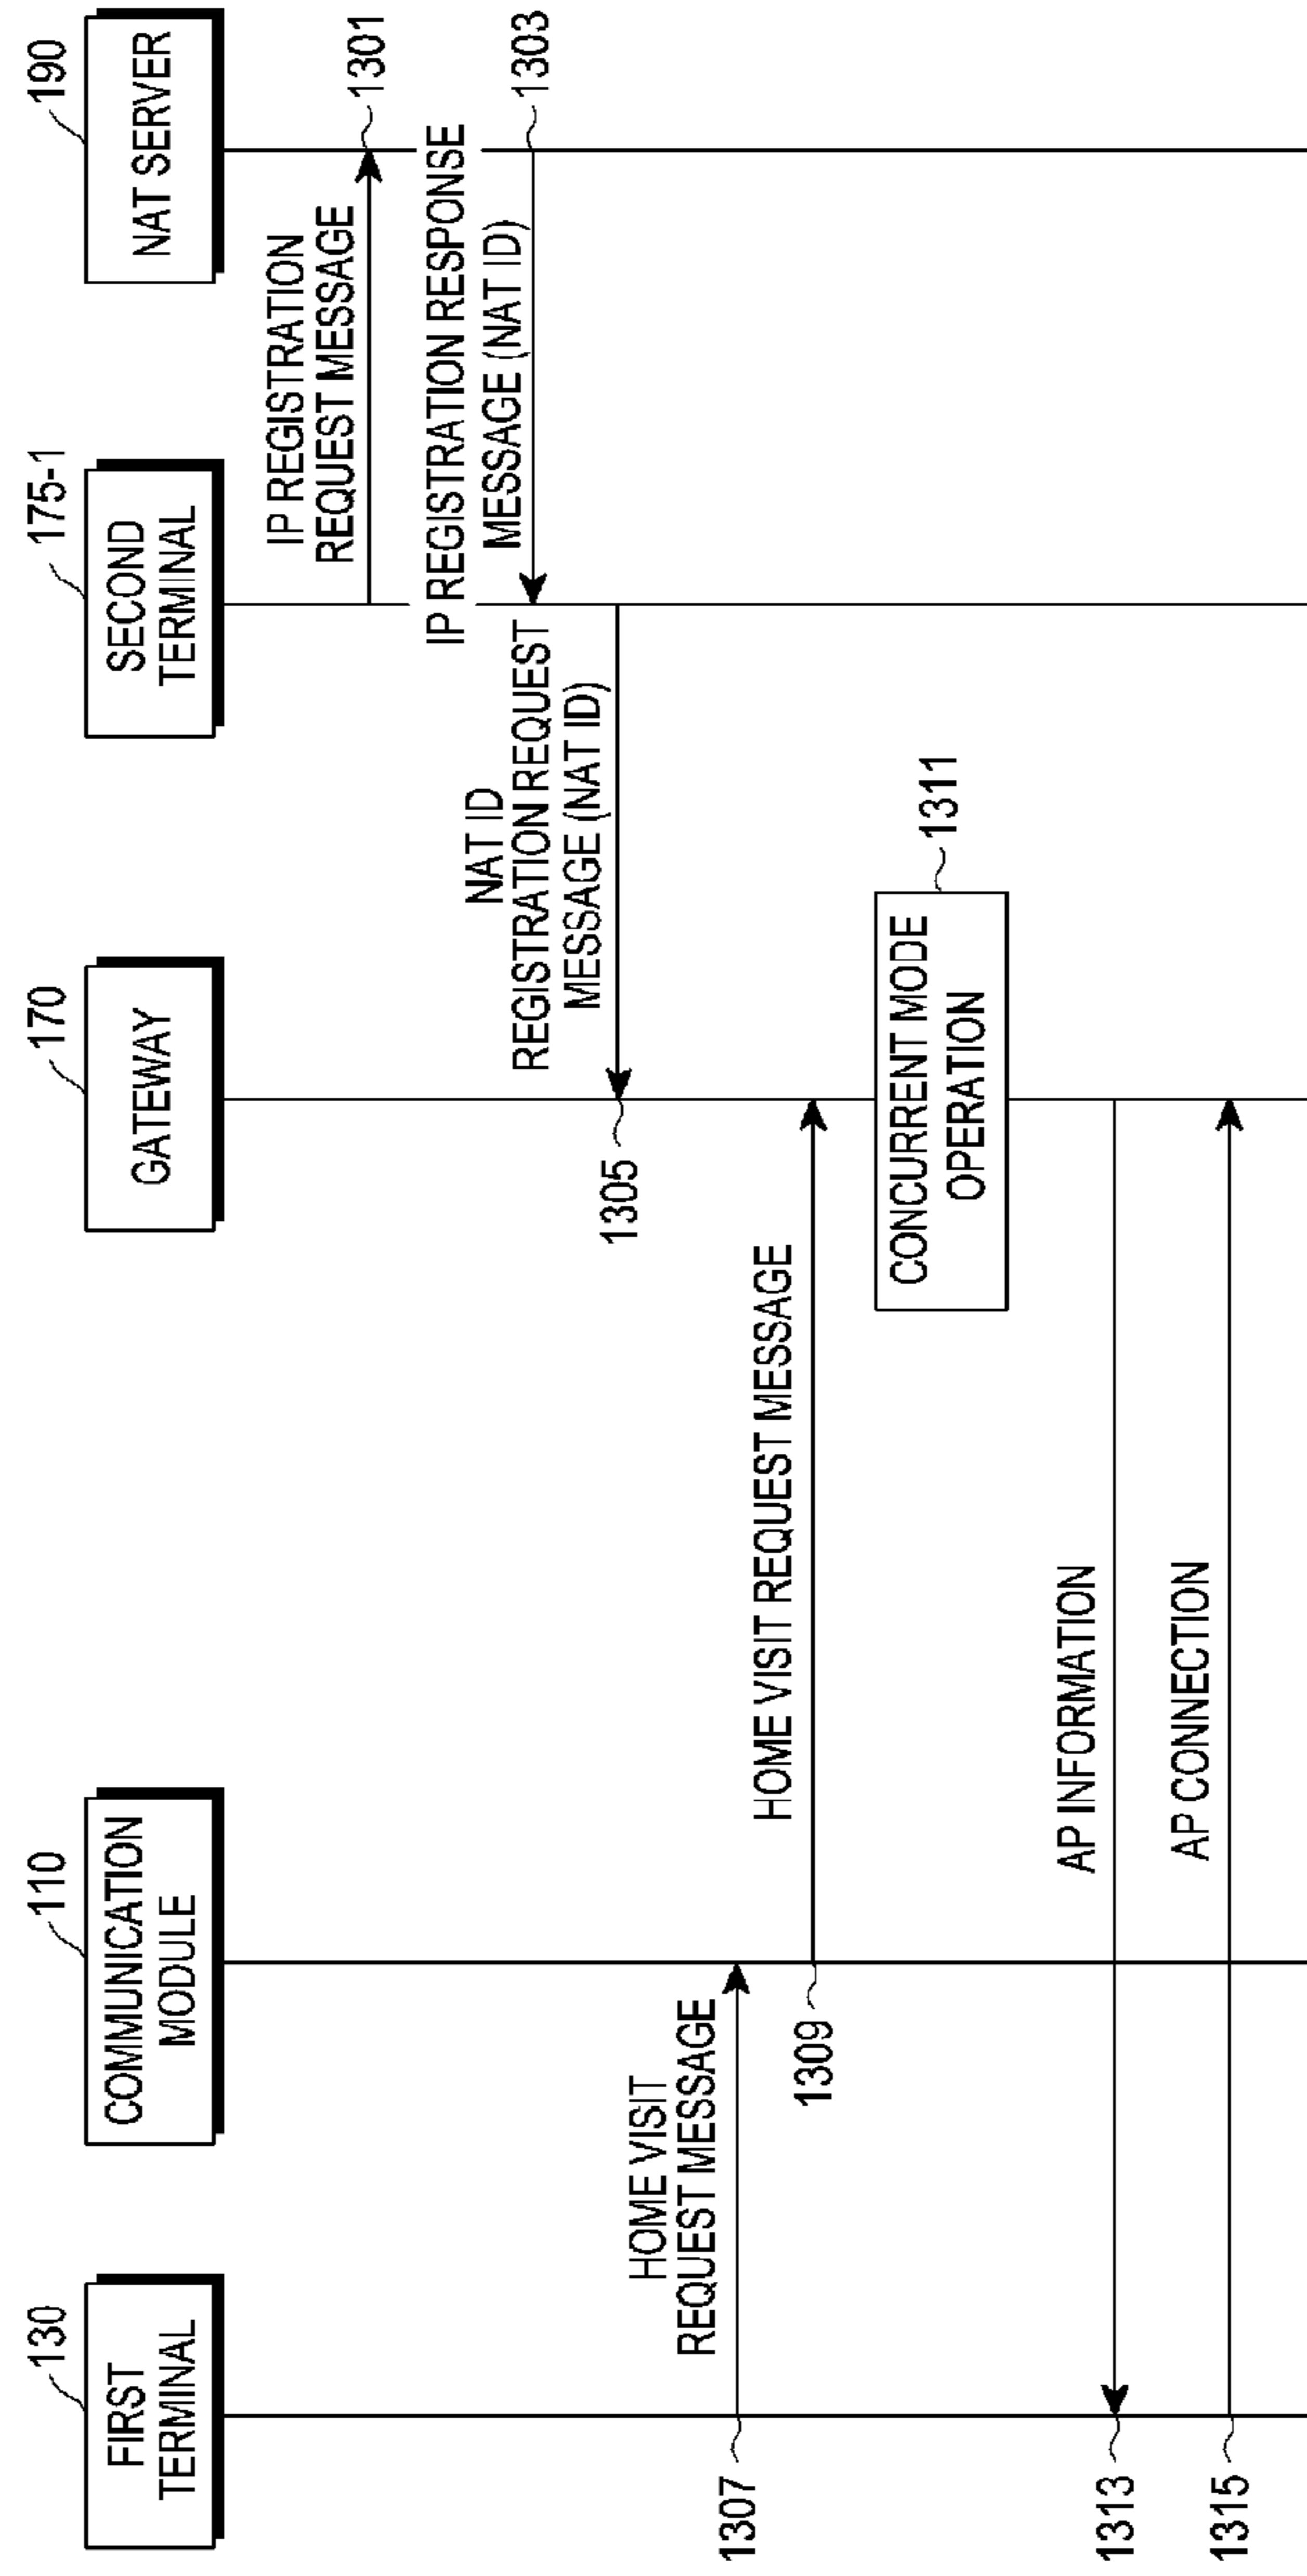 130
FIRST
TERMINAL
110
COMMUNICATION
MODULE
170
GATEWAY
175-1
SECOND
TERMINAL
190
NAT SERVER
IP REGISTRATION
REQUEST MESSAGE
1301
IP REGISTRATION RESPONSE
MESSAGE (NAT ID)
1303
NAT ID
REGISTRATION REQUEST
MESSAGE (NAT ID)
1305
HOME VISIT
REQUEST MESSAGE
1307
HOME VISIT REQUEST MESSAGE
1309
CONCURRENT MODE
OPERATION
1311
AP INFORMATION
1313
AP CONNECTION
1315